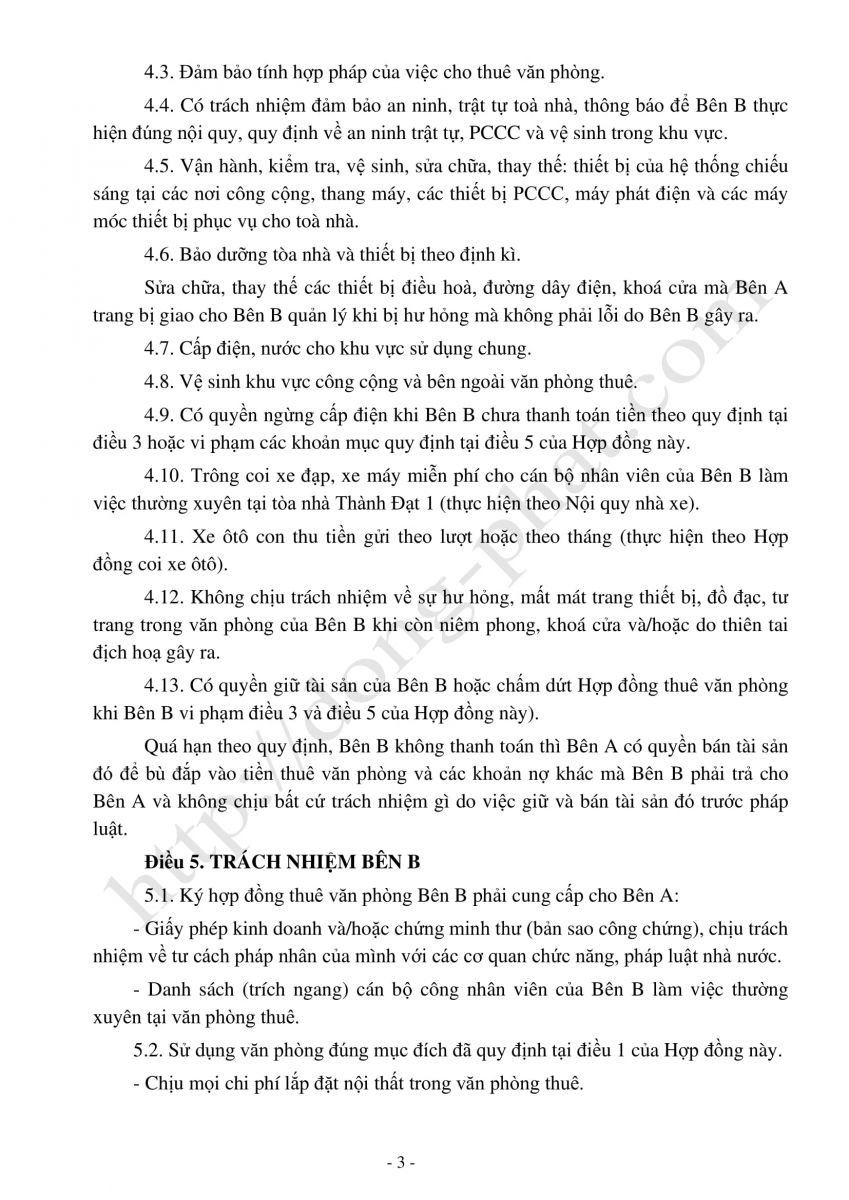 4.3. Đảm bảo tính hợp pháp của việc cho thuê văn phòng.
4.4. Có trách nhiệm đảm bảo an ninh, trật tự toà nhà, thông báo để Bên B thực
hiện đúng nội quy, quy định về an ninh trật tự, PCCC và vệ sinh trong khu vực.
4.5. Vận hành, kiểm tra, vệ sinh, sửa chữa, thay thế: thiết bị của hệ thống chiếu
sáng tại các nơi công cộng, thang máy, các thiết bị PCCC, máy phát điện và các máy
móc thiết bị phục vụ cho toà nhà.
4.6. Bảo dưỡng tòa nhà và thiết bị theo định kì.
Sửa chữa, thay thế các thiết bị điều hoà, đường dây điện, khoá cửa mà Bên A
trang bị giao cho Bên B quản lý khi bị hư hỏng mà không phải lỗi do Bên B gây ra.
4.7. Cấp điện, nước cho khu vực sử dụng chung.
4.8. Vệ sinh khu vực công cộng và bên ngoài văn phòng thuê.
4.9. Có quyền ngừng cấp điện khi Bên B chưa thanh toán tiền theo quy định tại
điều 3 hoặc vi phạm các khoản mục quy định tại điều 5 của Hợp đồng này.
4.10. Trông coi xe đạp, xe máy miễn phí cho cán bộ nhân viên của Bên B làm
việc thường xuyên tại tòa nhà Thành Đạt 1 (thực hiện theo Nội quy nhà xe).
4.11. Xe ôtô con thu tiền gửi theo lượt hoặc theo tháng (thực hiện theo Hợp
đồng coi xe ôtô).
4.12. Không chịu trách nhiệm về sự hư hỏng, mất mát trang thiết bị, đồ đạc, tư
trang trong văn phòng của Bên B khi còn niêm phong, khoá cửa và/hoặc do thiên tai
địch hoạ gây ra.
4.13. Có quyền giữ tài sản của Bên B hoặc chấm dứt Hợp đồng thuê văn phòng
khi Bên B vi phạm điều 3 và điều 5 của Hợp đồng này).
Quá hạn theo quy định, Bên B không thanh toán thì Bên A có quyền bán tài sản
đó để bù đắp vào tiền thuê văn phòng và các khoản nợ khác mà Bên B phải trả cho
Bên A và không chịu bất cứ trách nhiệm gì do việc giữ và bán tài sản đó trước pháp
luật.
Điều 5. TRÁCH NHIỆM BÊN B
5.1. Ký hợp đồng thuê văn phòng Bên B phải cung cấp cho Bên A:
- Giấy phép kinh doanh và/hoặc chứng minh thư (bản sao công chứng), chịu trách
nhiệm về tư cách pháp nhân của mình với các cơ quan chức năng, pháp luật nhà nước.
- Danh sách (trích ngang) cán bộ công nhân viên của Bên B làm việc thường
xuyên tại văn phòng thuê.
5.2. Sử dụng văn phòng đúng mục đích đã quy định tại điều 1 của Hợp đồng này.
- Chịu mọi chi phí lắp đặt nội thất trong văn phòng thuê.
- 3 -
http://dong-phat.com